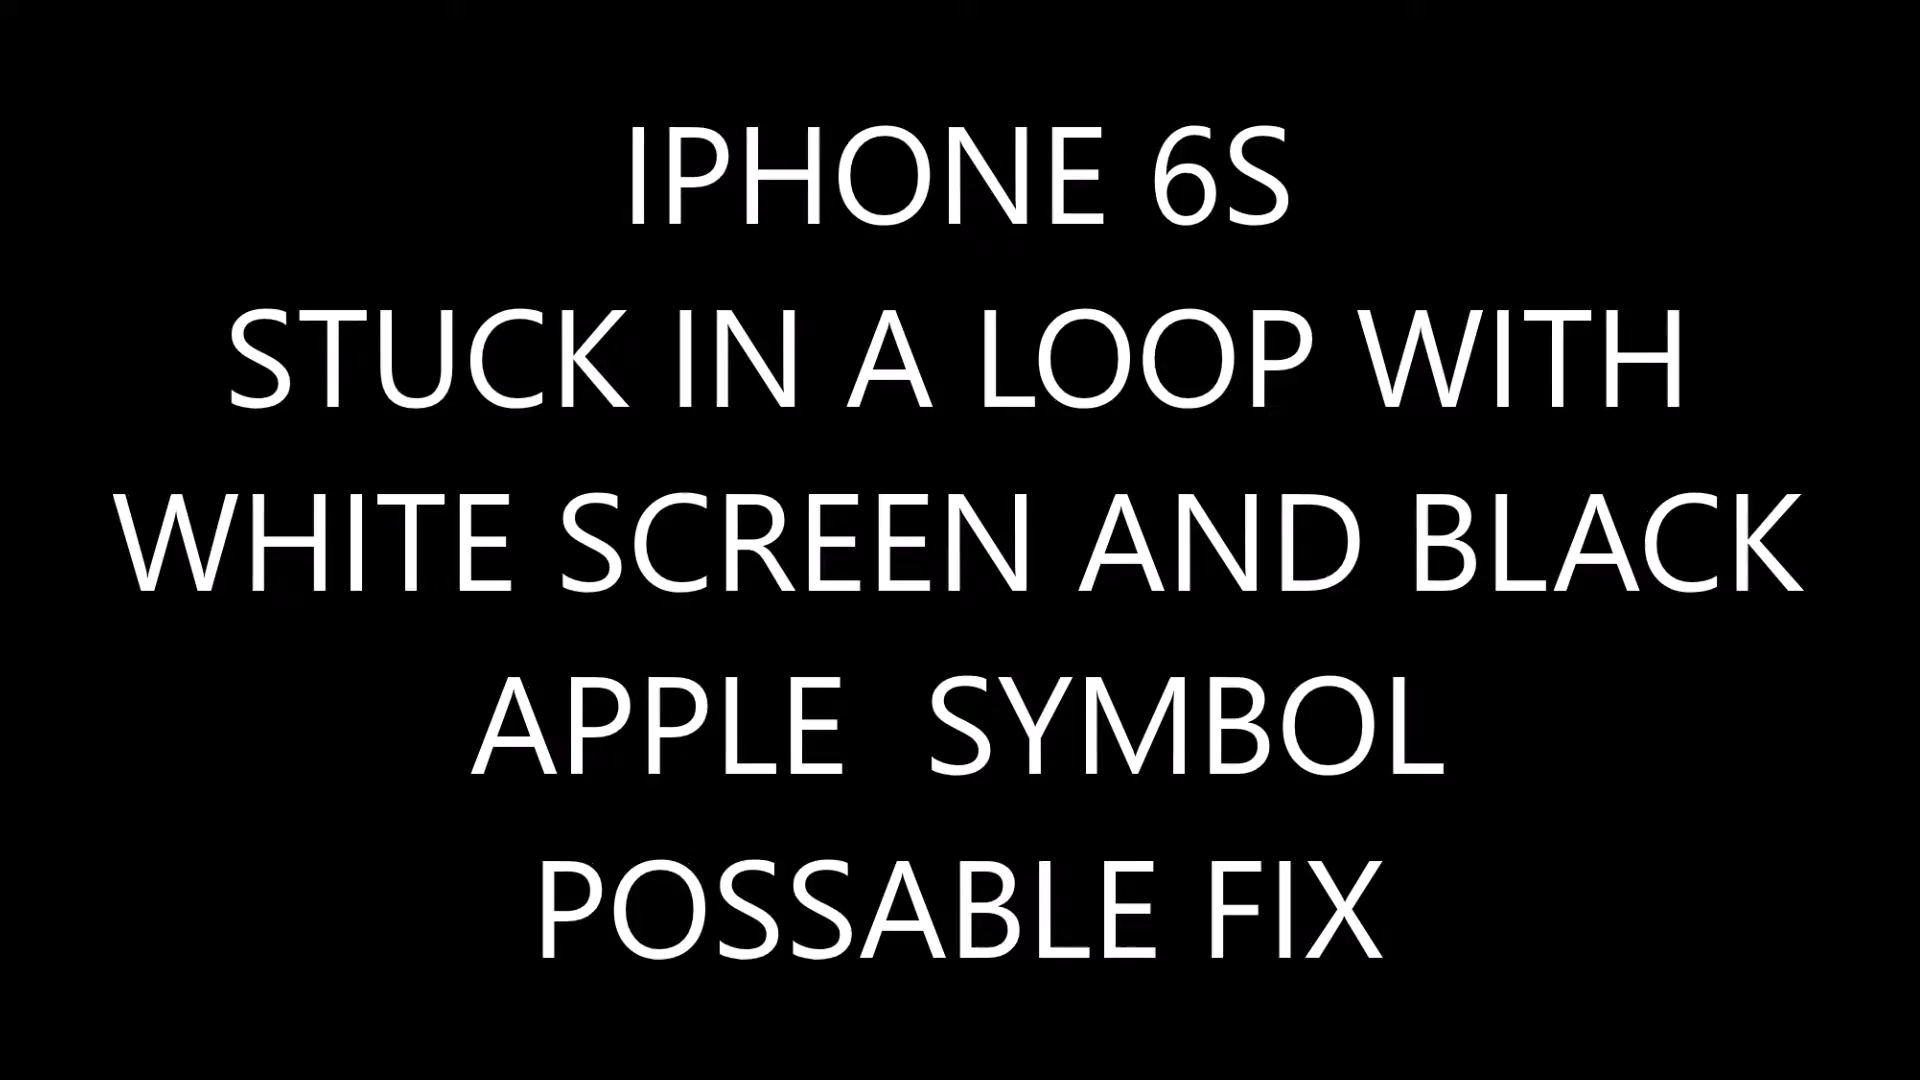 IPHONE 6S
STUCK IN A LOOP WITH
WHITE SCREEN AND BLACK
APPLE  SYMBOL
POSSABLE FIX